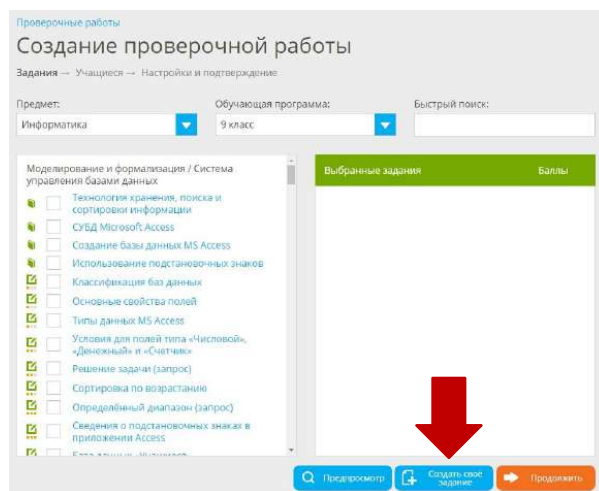 Проверочные работы
Создание проверочной работы
Задания → Учащиеся → Настройки и подтверждение
Предмет: Обучающая программа: Быстрый поиск:
Информатика 9 класс
Моделирование и формализация / Система
управления базами данных
Выбранные задания Баллы
Технология хранения, поиска и
сортировки информации
СУБД Microsoft Access
Создание базы данных MS Access
Использование подстановочных знаков
Классификация баз данных
Основные свойства полей
Типы данных MS Access
Условия для полей типа «Числовой»,
«Денежный» и «Счетчик»
Решение задачи (запрос)
Сортировка по возрастанию
Определённый диапазон (запрос)
Сведения о подстановочных знаках в
приложении Access
Предпросмотр Создать своё
задание Продолжить